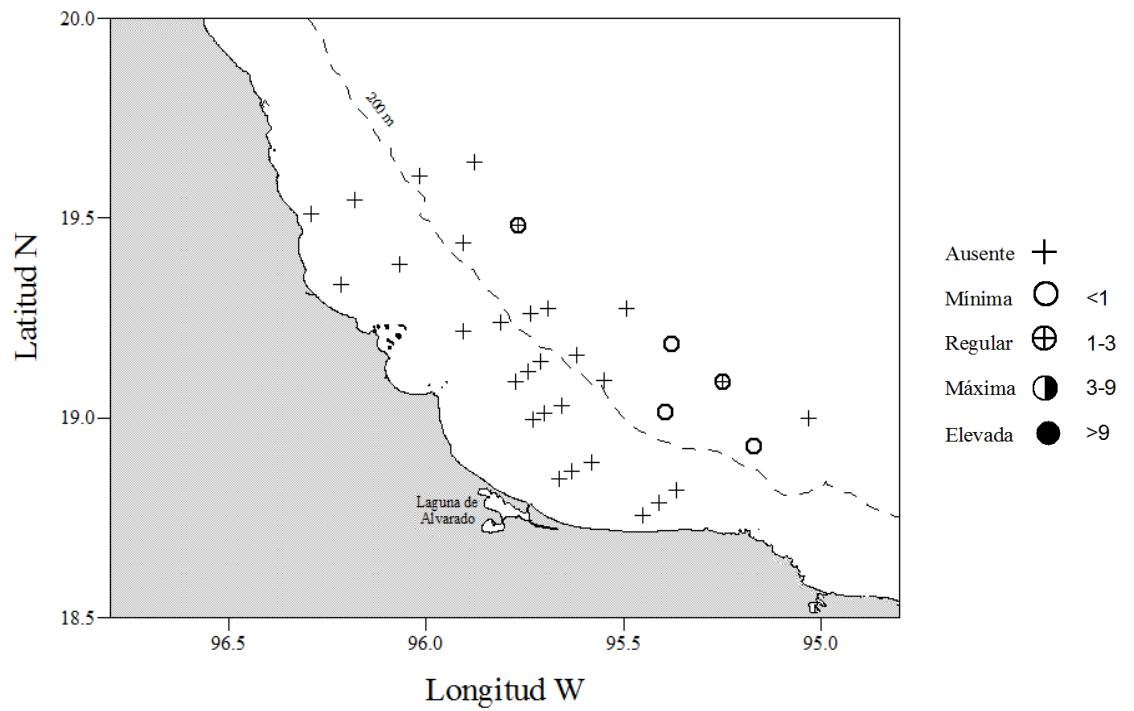 20.0
200 m
19.5
Latitud N
19.0
18.5
Laguna de
Alvarado
96.5
96.0
95.5
95.0
Longitud W
Ausente
Mínima <1
Regular 1-3
Máxima 3-9
Elevada >9